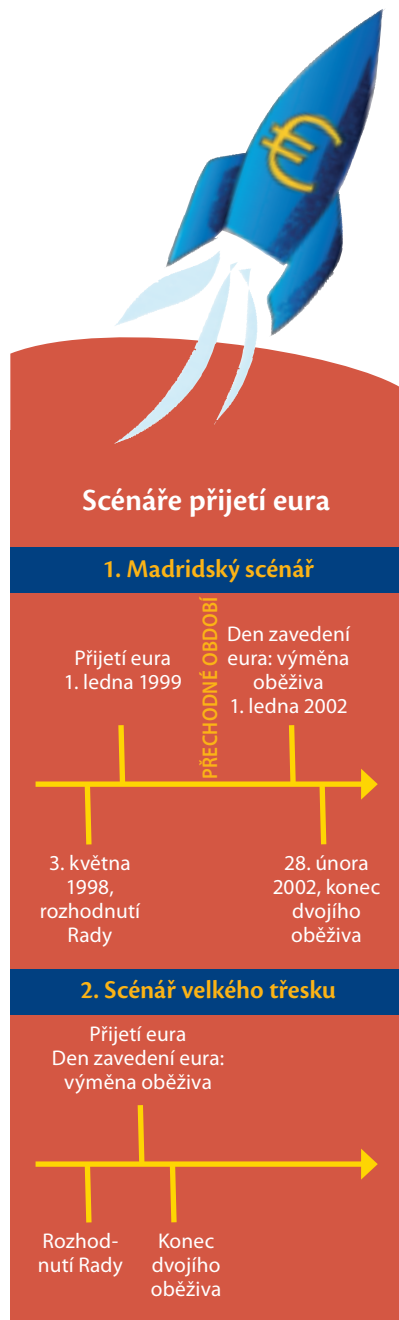 €
Scénáře přijetí eura
1. Madridský scénář
Přijetí eura
1. ledna 1999
PŘECHODNÉ OBDOBÍ
Den zavedení
eura: výměna
oběživa
1. ledna 2002
3. května
1998,
rozhodnutí
Rady
28. února
2002, konec
dvojího
oběživa
2. Scénář velkého třesku
Přijetí eura
Den zavedení eura:
výměna oběživa
Rozhod-
nutí Rady
Konec
dvojího
oběživa